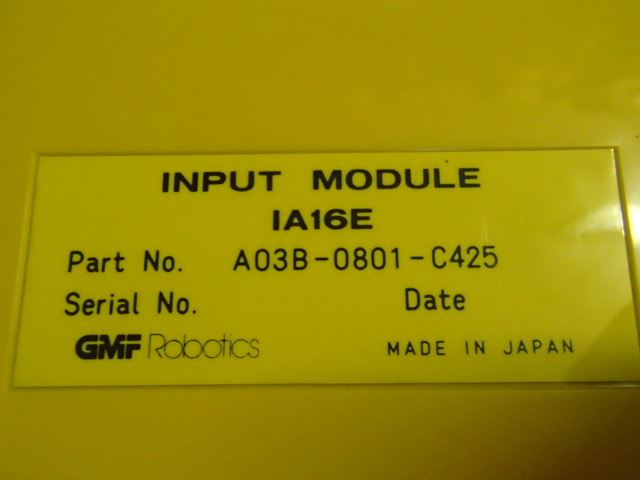 INPUT MODULE
IA16E
Part No. A03B-0801-C425
Serial No. Date
GMF Robotics MADE IN JAPAN